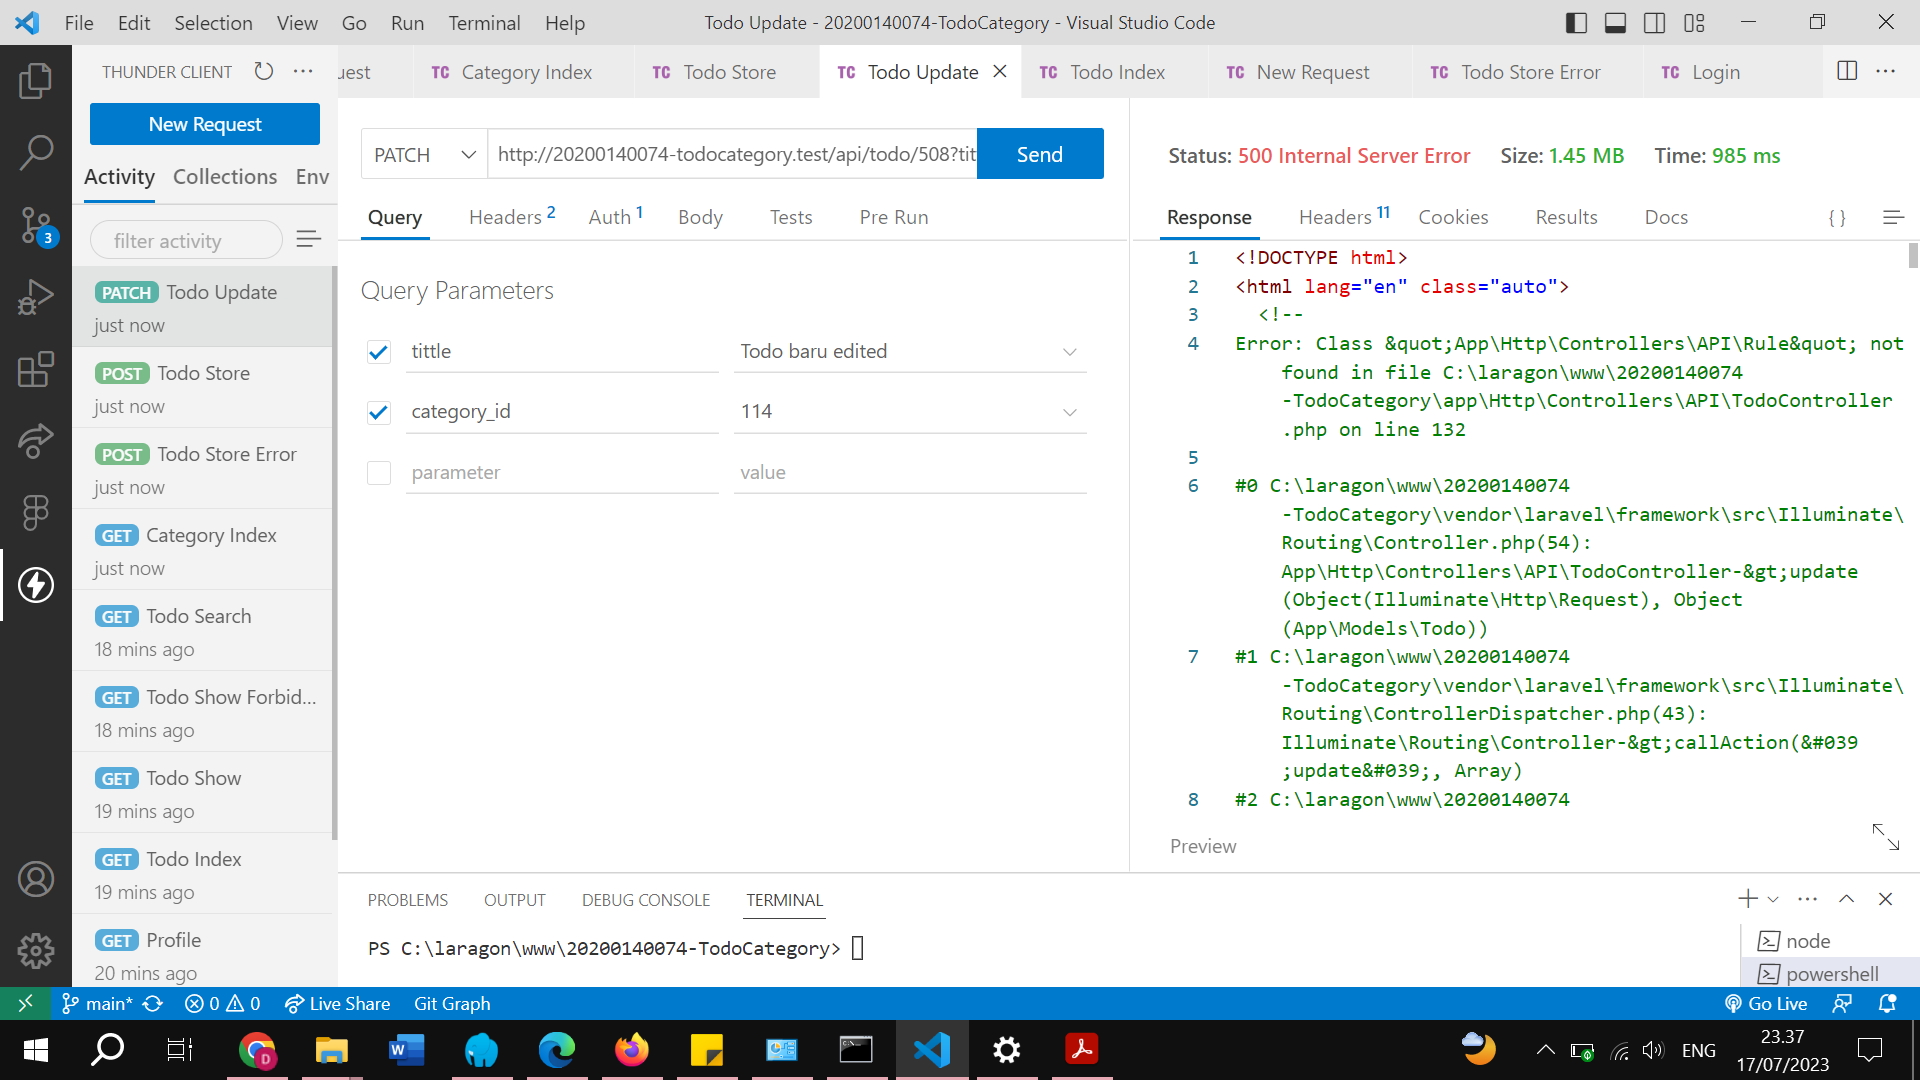 File Edit Selection View Go Run Terminal Help
Todo Update - 20200140074-TodoCategory - Visual Studio Code
THUNDER CLIENT
uest
TC Category Index
TC Todo Store
TC Todo Update
TC Todo Index
TC New Request
TC Todo Store Error
TC Login
New Request
Activity Collections Env
filter activity
PATCH Todo Update
just now
POST Todo Store
just now
POST Todo Store Error
just now
GET Category Index
just now
GET Todo Search
18 mins ago
GET Todo Show Forbid...
18 mins ago
GET Todo Show
19 mins ago
GET Todo Index
19 mins ago
GET Profile
20 mins ago
3
PATCH http://20200140074-todocategory.test/api/todo/508?tit Send
Query Headers 2 Auth 1 Body Tests Pre Run
Query Parameters
tittle Todo baru edited
category_id 114
parameter value
Status: 500 Internal Server Error Size: 1.45 MB Time: 985 ms
Response Headers 11 Cookies Results Docs { }
1 <!DOCTYPE html>
2 <html lang="en" class="auto">
3 <!--
4 Error: Class &quot;App\Http\Controllers\API\Rule&quot; not
found in file C:\laragon\www\20200140074
-TodoCategory\app\Http\Controllers\API\TodoController
.php on line 132
5
6 #0 C:\laragon\www\20200140074
-TodoCategory\vendor\laravel\framework\src\Illuminate\
Routing\Controller.php(54):
App\Http\Controllers\API\TodoController-&gt;update
(Object(Illuminate\Http\Request), Object
(App\Models\Todo))
7 #1 C:\laragon\www\20200140074
-TodoCategory\vendor\laravel\framework\src\Illuminate\
Routing\ControllerDispatcher.php(43):
Illuminate\Routing\Controller-&gt;callAction(&#039
;update&#039;, Array)
8 #2 C:\laragon\www\20200140074
Preview
PROBLEMS OUTPUT DEBUG CONSOLE TERMINAL
PS C:\laragon\www\20200140074-TodoCategory>
node
powershell
main* 0 0 Live Share Git Graph
Go Live
ENG
23.37
17/07/2023